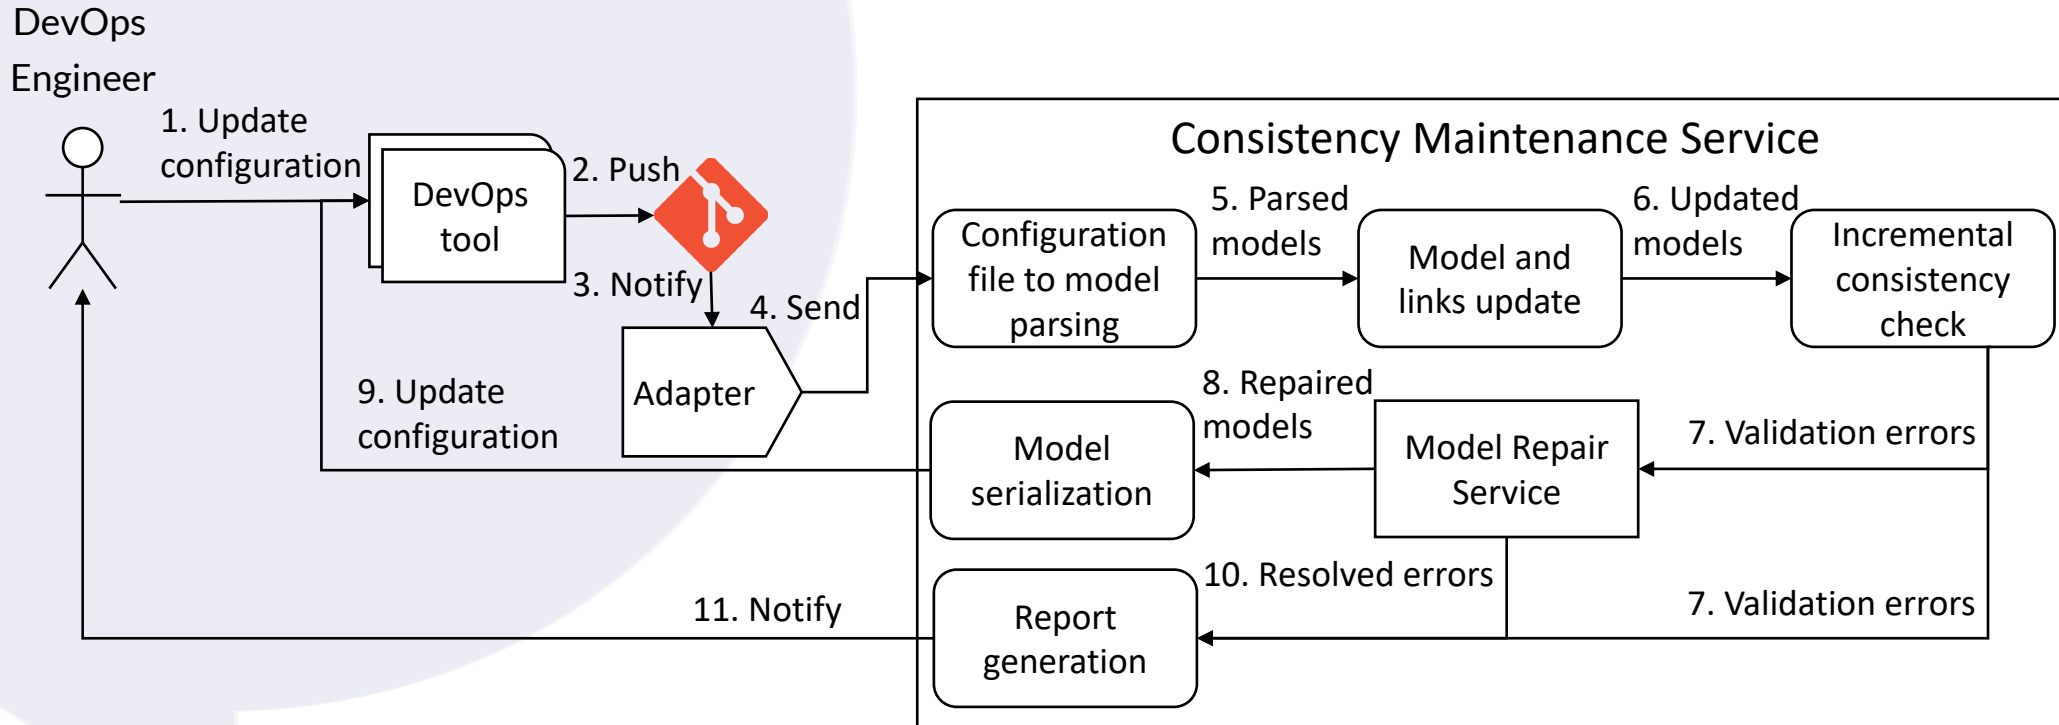 DevOps
Engineer
1. Update
configuration
DevOps
tool
2. Push
3. Notify
4. Send
Adapter
Consistency Maintenance Service
Configuration
file to model
parsing
5. Parsed
models
Model and
links update
6. Updated
models
Incremental
consistency
check
7. Validation errors
Model Repair
Service
8. Repaired
models
Model
serialization
9. Update
configuration
10. Resolved errors
7. Validation errors
Report
generation
11. Notify